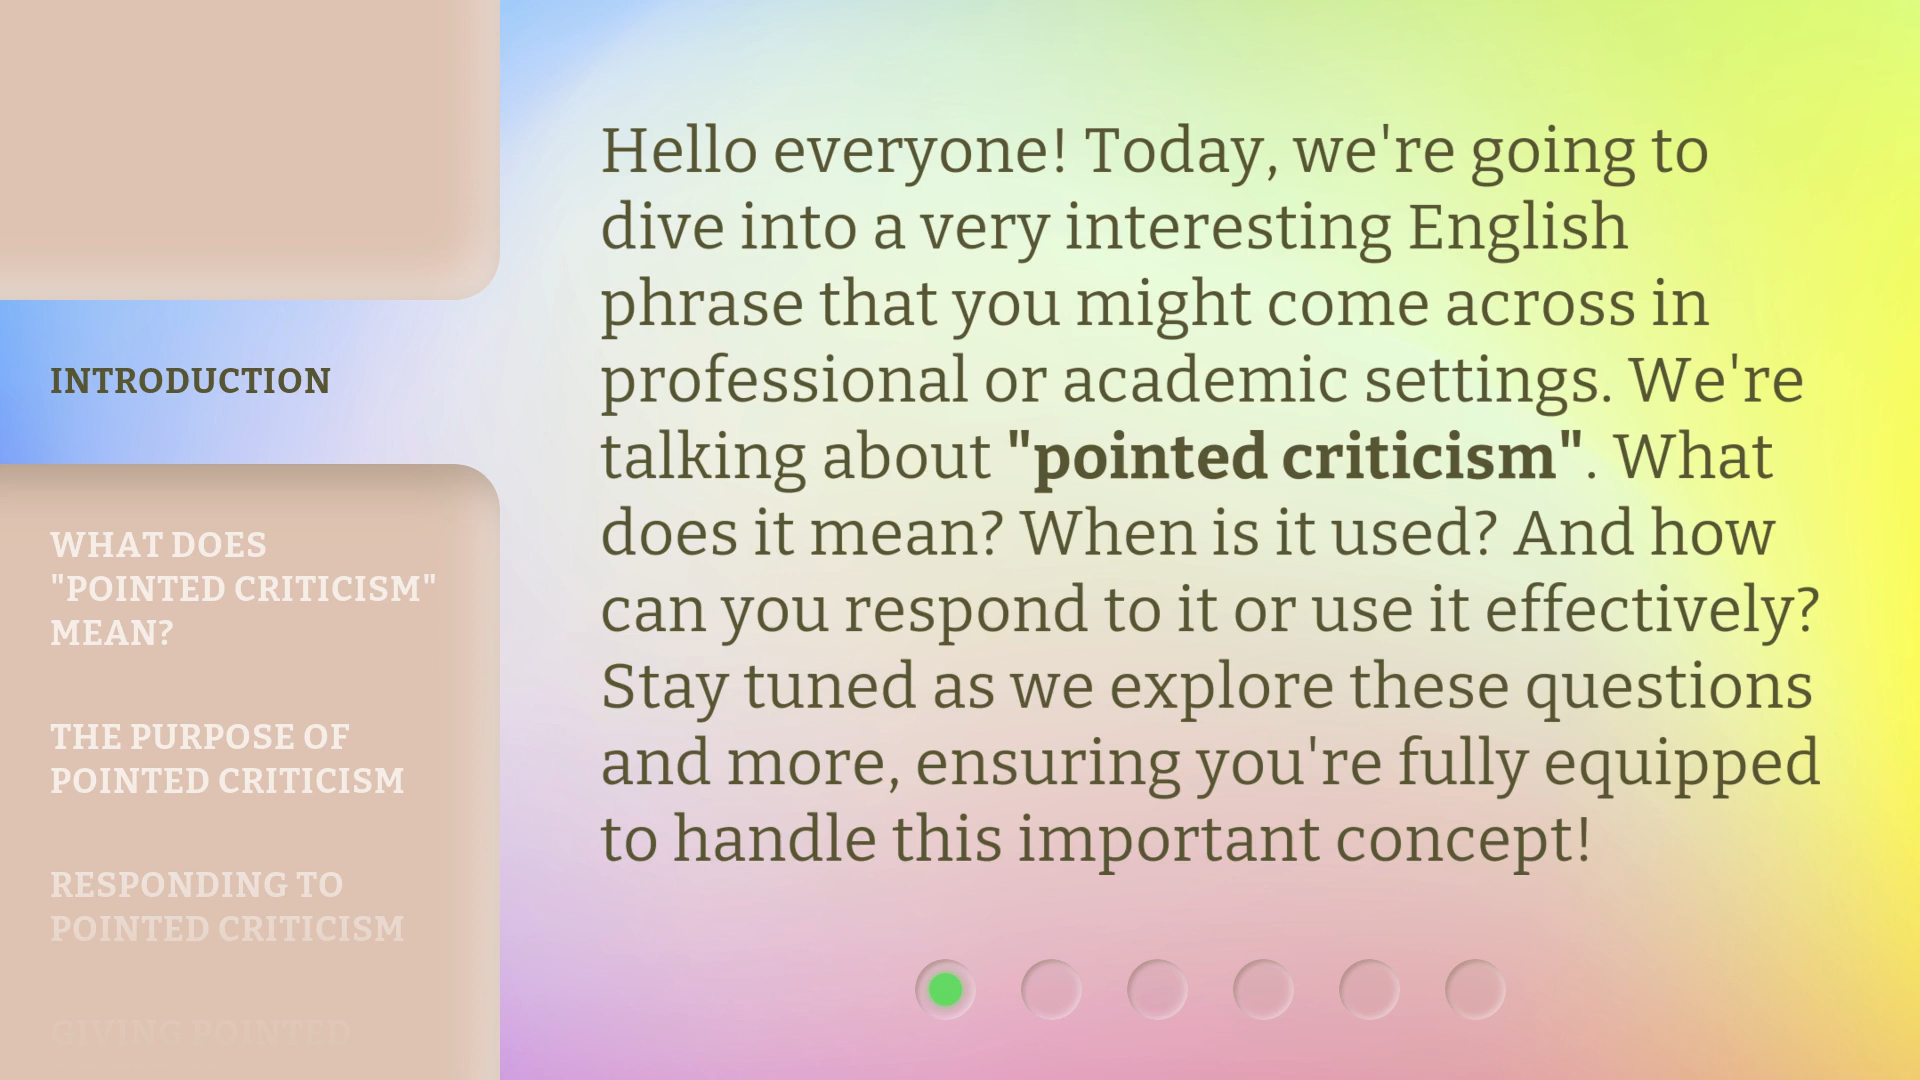 INTRODUCTION
WHAT DOES
"POINTED CRITICISM"
MEAN?
THE PURPOSE OF
POINTED CRITICISM
RESPONDING TO
POINTED CRITICISM
GIVING POINTED
Hello everyone! Today, we're going to
dive into a very interesting English
phrase that you might come across in
professional or academic settings. We're
talking about "pointed criticism". What
does it mean? When is it used? And how
can you respond to it or use it effectively?
Stay tuned as we explore these questions
and more, ensuring you're fully equipped
to handle this important concept!